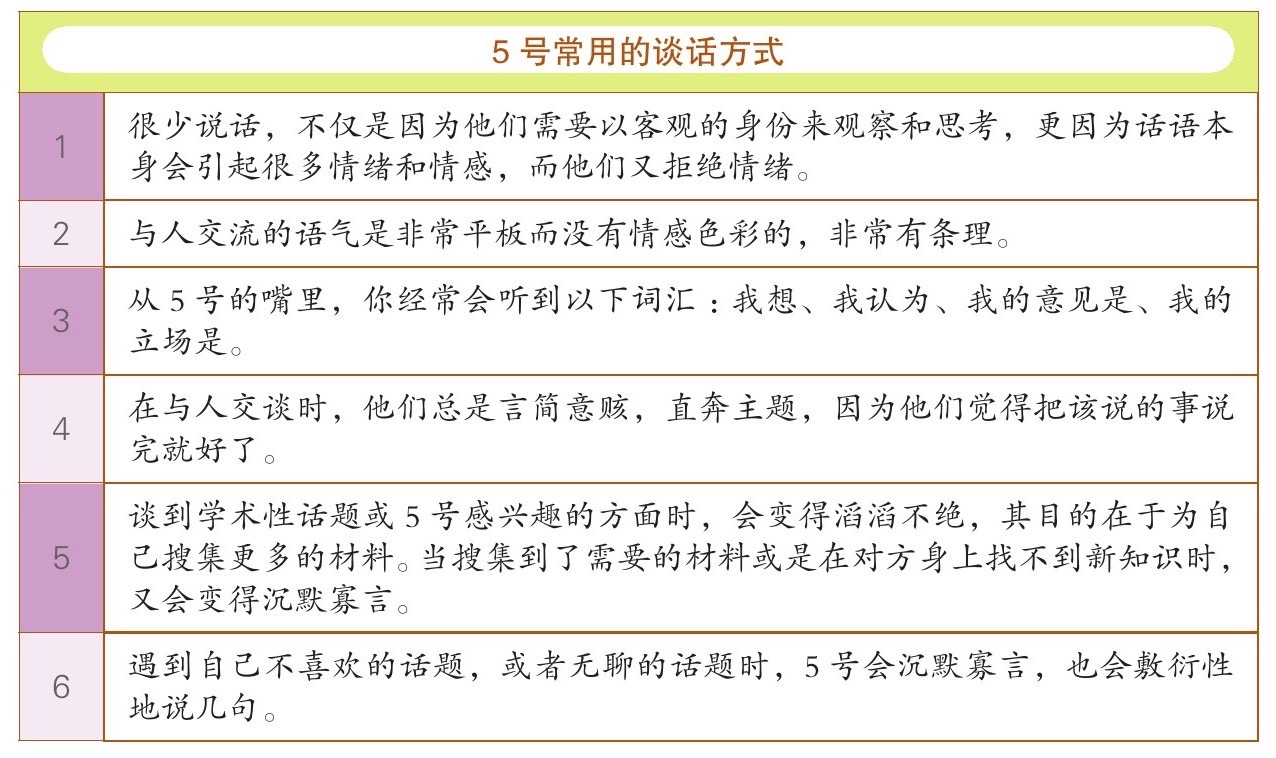 5 号常用的谈话方式
1
很少说话，不仅是因为他们需要以客观的身份来观察和思考，更因为话语本
身会引起很多情绪和情感，而他们又拒绝情绪。
2
与人交流的语气是非常平板而没有情感色彩的，非常有条理。
3
从 5 号的嘴里，你经常会听到以下词汇：我想、我认为、我的意见是、我的
立场是。
4
在与人交谈时，他们总是言简意赅，直奔主题，因为他们觉得把该说的事说
完就好了。
5
谈到学术性话题或 5 号感兴趣的方面时，会变得滔滔不绝，其目的在于为自
己搜集更多的材料。当搜集到了需要的材料或是在对方身上找不到新知识时，
又会变得沉默寡言。
6
遇到自己不喜欢的话题，或者无聊的话题时，5 号会沉默寡言，也会敷衍性
地说几句。